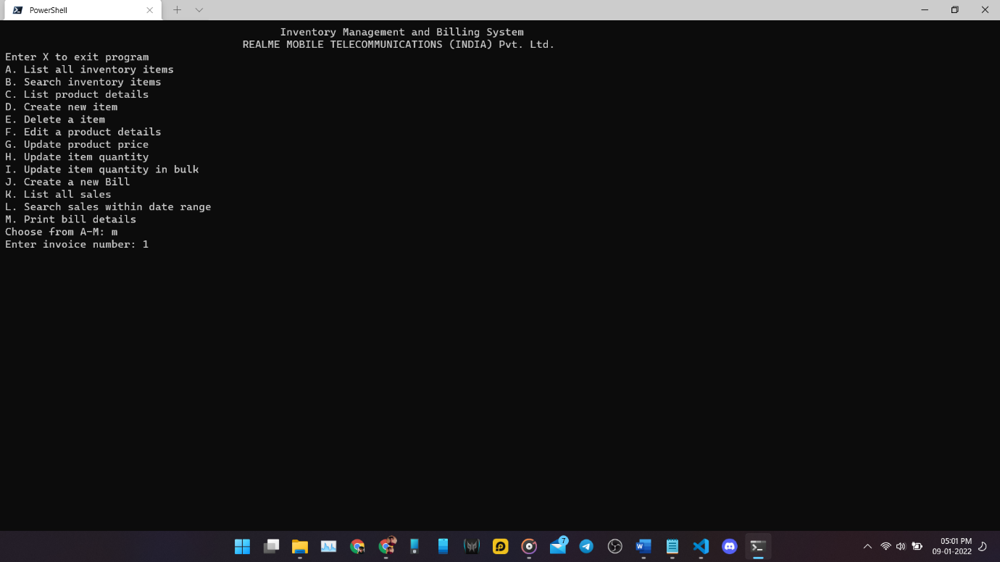 PowerShell
Inventory Management and Billing System
REALME MOBILE TELECOMMUNICATIONS (INDIA) Pvt. Ltd.
Enter X to exit program
A. List all inventory items
B. Search inventory items
C. List product details
D. Create new item
E. Delete a item
F. Edit a product details
G. Update product price
H. Update item quantity
I. Update item quantity in bulk
J. Create a new Bill
K. List all sales
L. Search sales within date range
M. Print bill details
Choose from A-M: m
Enter invoice number: 1
7
05:01 PM
09-01-2022